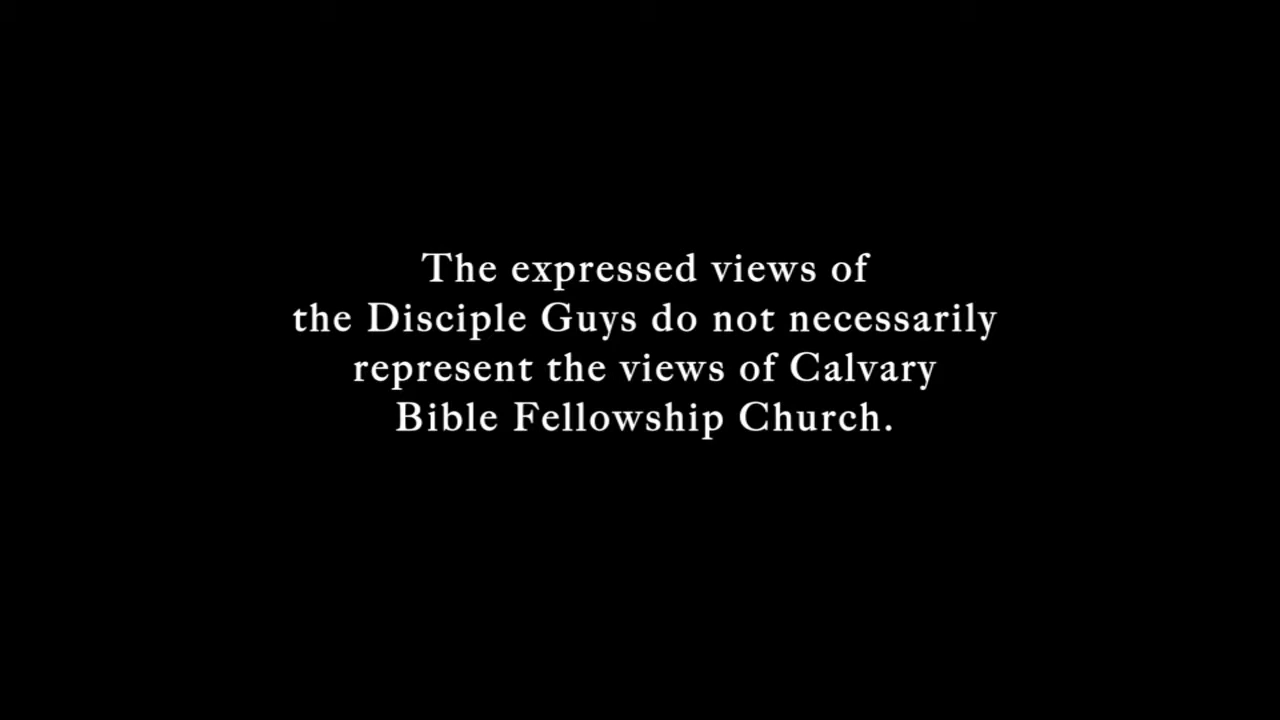 The expressed views of
the Disciple Guys do not necessarily
represent the views of Calvary
Bible Fellowship Church.